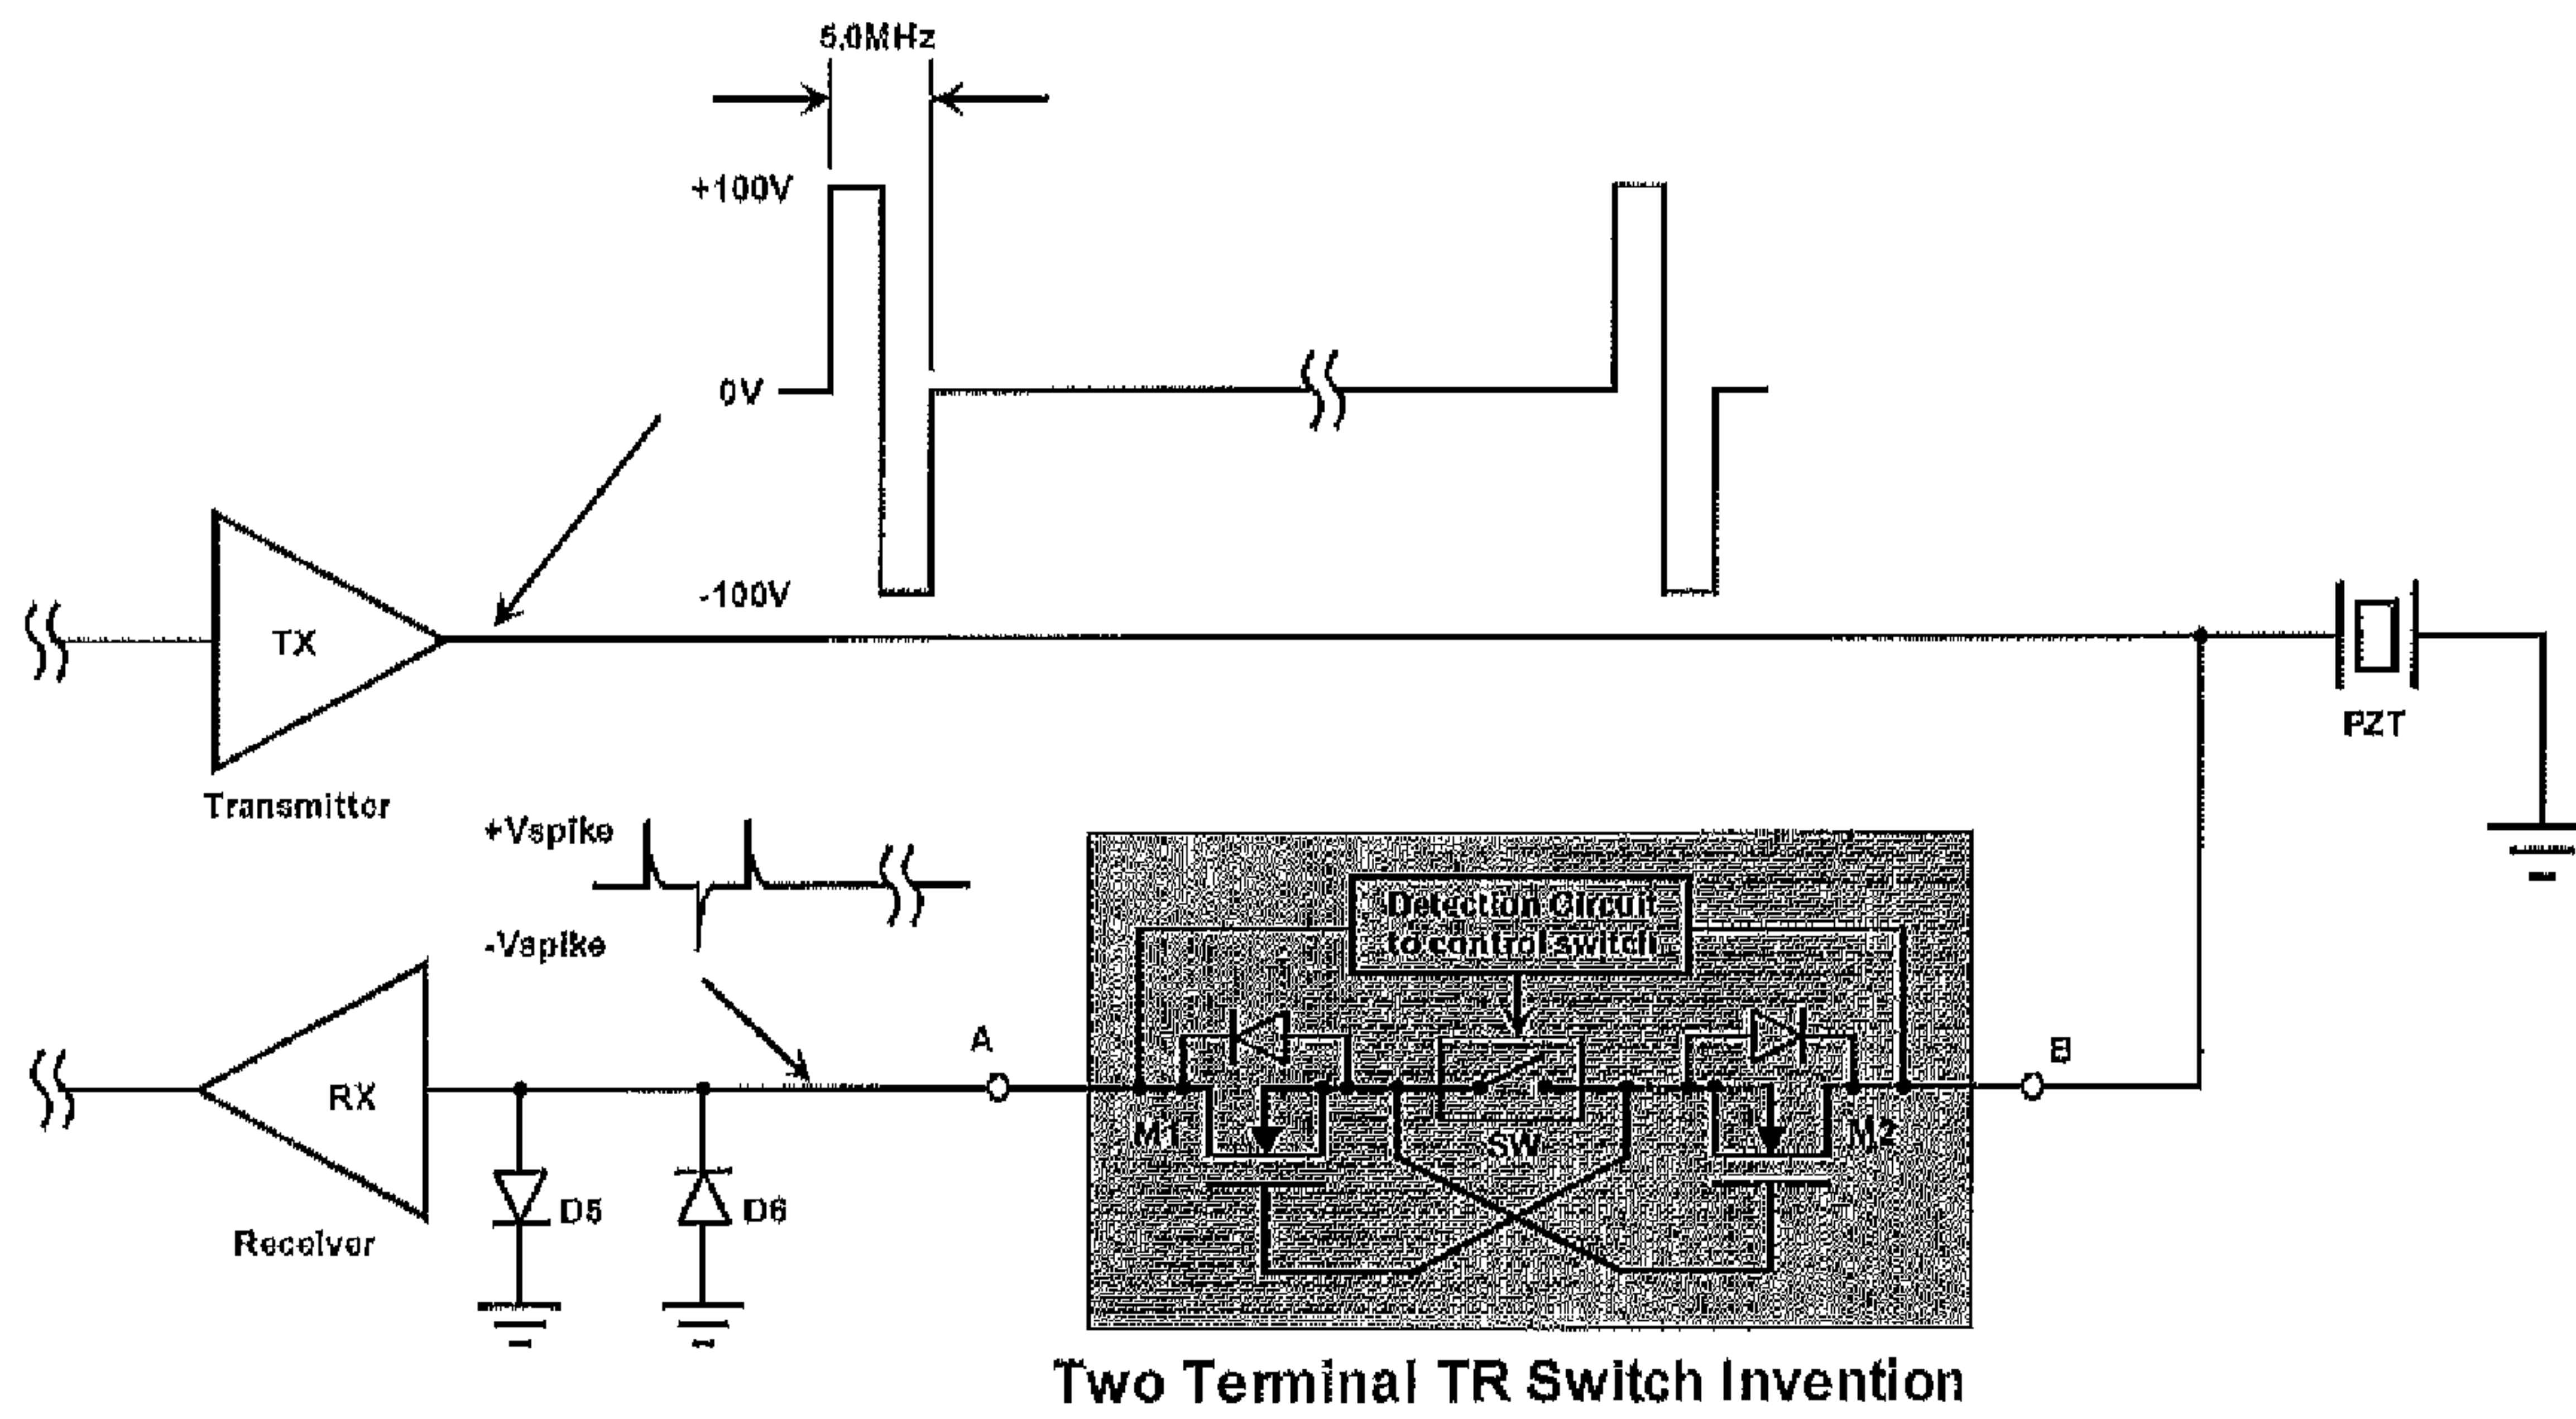 5.0MHz
+100V
0V
-100V
TX
PZT
Transmitter
+Vspike
-Vspike
Detection Circuit
to control switch
A
B
RX
M1
SW
M2
D5
D6
Receiver
Two Terminal TR Switch Invention